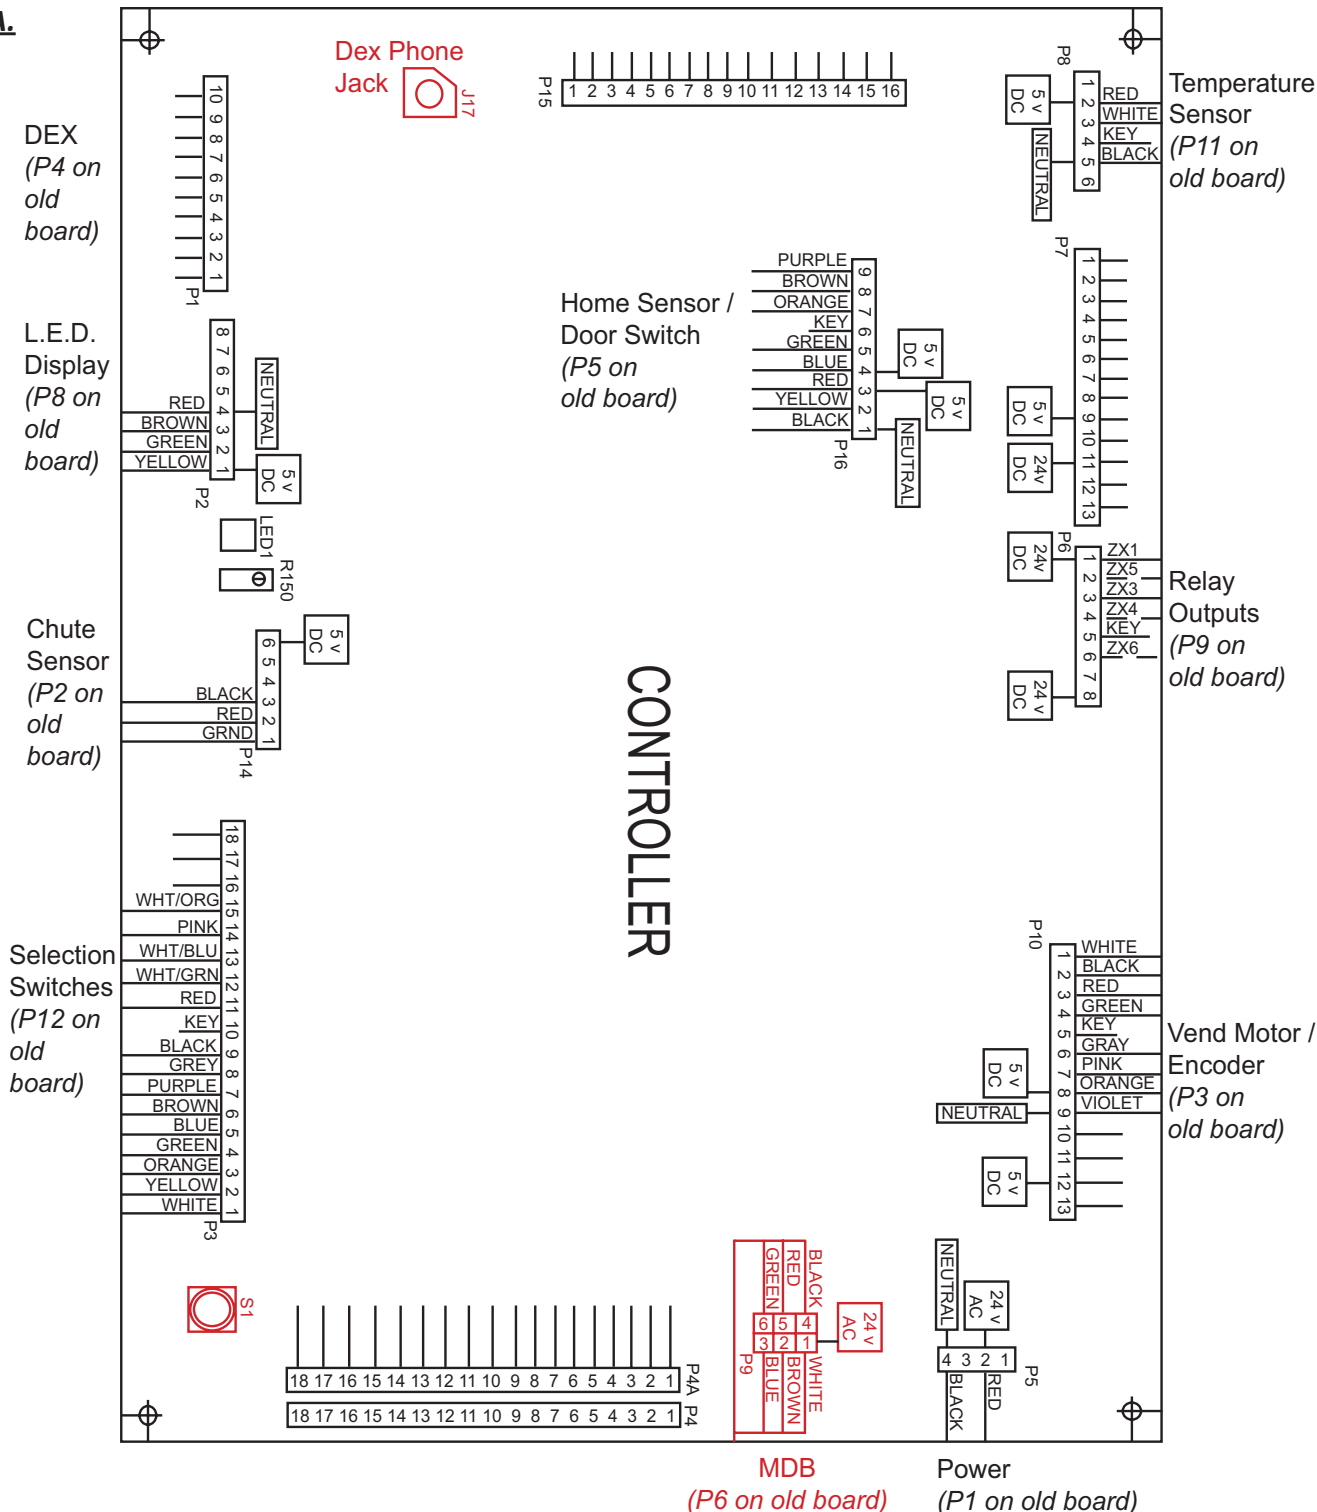 A.
Dex Phone
Jack
J17
P15
1 2 3 4 5 6 7 8 9 10 11 12 13 14 15 16
P8
1 2 3 4 5 6
5 v
DC
NEUTRAL
RED
WHITE
KEY
BLACK
Temperature
Sensor
(P11 on
old board)
DEX
(P4 on
old
board)
10 9 8 7 6 5 4 3 2 1
P1
P7
1 2 3 4 5 6 7 8 9 10 11 12 13
5 v
DC
24v
DC
Home Sensor /
Door Switch
(P5 on
old board)
PURPLE
BROWN
ORANGE
KEY
GREEN
BLUE
RED
YELLOW
BLACK
9 8 7 6 5 4 3 2 1
P16
5 v
DC
5 v
DC
NEUTRAL
L.E.D.
Display
(P8 on
old
board)
RED
BROWN
GREEN
YELLOW
8 7 6 5 4 3 2 1
P2
NEUTRAL
5 v
DC
LED1
R150
P6
1 2 3 4 5 6 7 8
24v
DC
24 v
DC
ZX1
ZX5
ZX3
ZX4
KEY
ZX6
Relay
Outputs
(P9 on
old board)
Chute
Sensor
(P2 on
old
board)
BLACK
RED
GRND
6 5 4 3 2 1
P14
5 v
DC
CONTROLLER
Selection
Switches
(P12 on
old
board)
18 17 16 15 14 13 12 11 10 9 8 7 6 5 4 3 2 1
WHT/ORG
PINK
WHT/BLU
WHT/GRN
RED
KEY
BLACK
GREY
PURPLE
BROWN
BLUE
GREEN
ORANGE
YELLOW
WHITE
P3
P10
1 2 3 4 5 6 7 8 9 10 11 12 13
WHITE
BLACK
RED
GREEN
KEY
GRAY
PINK
ORANGE
VIOLET
5 v
DC
NEUTRAL
5 v
DC
Vend Motor /
Encoder
(P3 on
old board)
S1
18 17 16 15 14 13 12 11 10 9 8 7 6 5 4 3 2 1
P4A
18 17 16 15 14 13 12 11 10 9 8 7 6 5 4 3 2 1
P4
BLACK
RED
GREEN
6 5 4
3 2 1
24 v
AC
P9
BLUE
BROWN
WHITE
MDB
(P6 on old board)
NEUTRAL
24 v
AC
4 3 2 1
P5
BLACK
RED
Power
(P1 on old board)